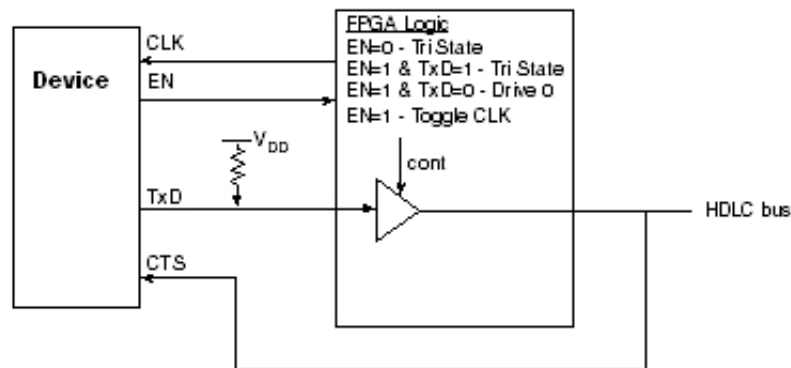 FPGA Logic
EN=0 - Tri State
EN=1 & TxD=1 - Tri State
EN=1 & TxD=0 - Drive 0
EN=1 - Toggle CLK
CLK
Device
EN
VDD
cont
TxD
HDLC bus
CTS